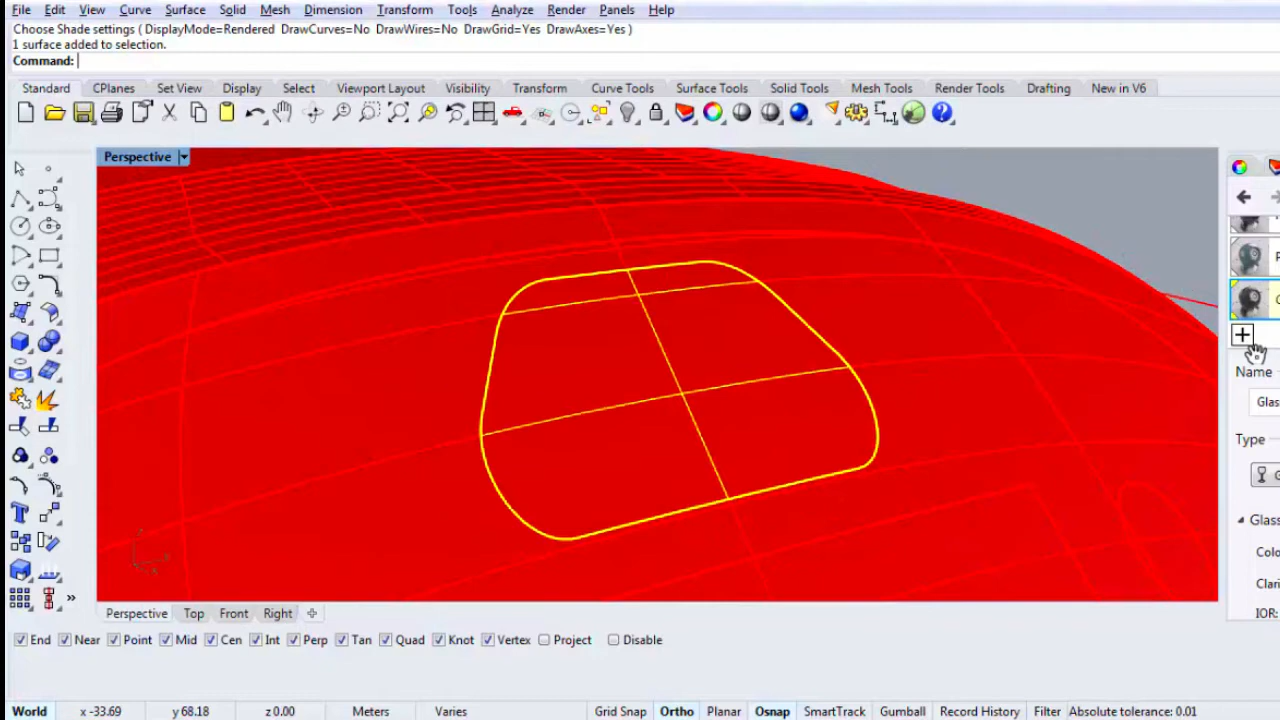 File Edit View Curve Surface Solid Mesh Dimension Transform Tools Analyze Render Panels Help
Choose Shade settings ( DisplayMode=Rendered DrawCurves=No DrawWires=No DrawGrid=Yes DrawAxes=Yes )
1 surface added to selection.
Command:
Standard CPlanes Set View Display Select Viewport Layout Visibility Transform Curve Tools Surface Tools Solid Tools Mesh Tools Render Tools Drafting New in V6
Perspective
Name
Glas
Type
G
Glass
Colo
Clari
IOR:
Perspective Top Front Right
End Near Point Mid Cen Int Perp Tan Quad Knot Vertex Project Disable
World x -33.69 y 68.18 z 0.00 Meters Varies Grid Snap Ortho Planar Osnap SmartTrack Gumball Record History Filter Absolute tolerance: 0.01